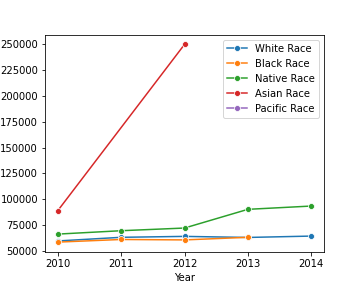 250000
225000
200000
175000
150000
125000
100000
75000
50000
White Race
Black Race
Native Race
Asian Race
Pacific Race
2010 2011 2012 2013 2014
Year